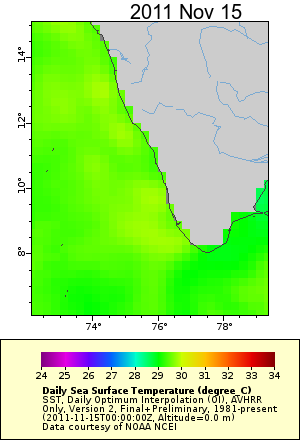 2011 Nov 15
14°
12°
10°
8°
74° 76° 78°
24 25 26 27 28 29 30 31 32 33 34
Daily Sea Surface Temperature (degree_C)
SST, Daily Optimum Interpolation (OI), AVHRR
Only, Version 2, Final+Preliminary, 1981-present
(2011-11-15T00:00:00Z, Altitude=0.0 m)
Data courtesy of NOAA NCEI